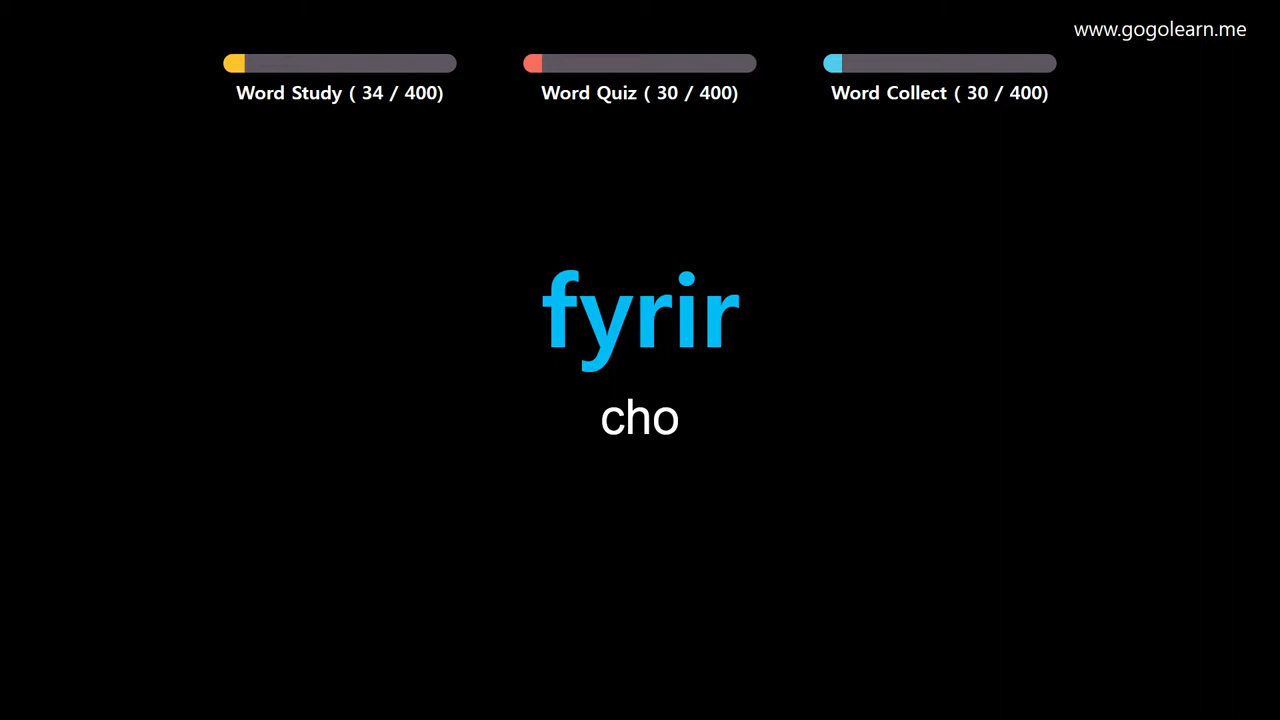 www.gogolearn.me
Word Study ( 34 / 400)
Word Quiz ( 30 / 400)
Word Collect ( 30 / 400)
fyrir
cho